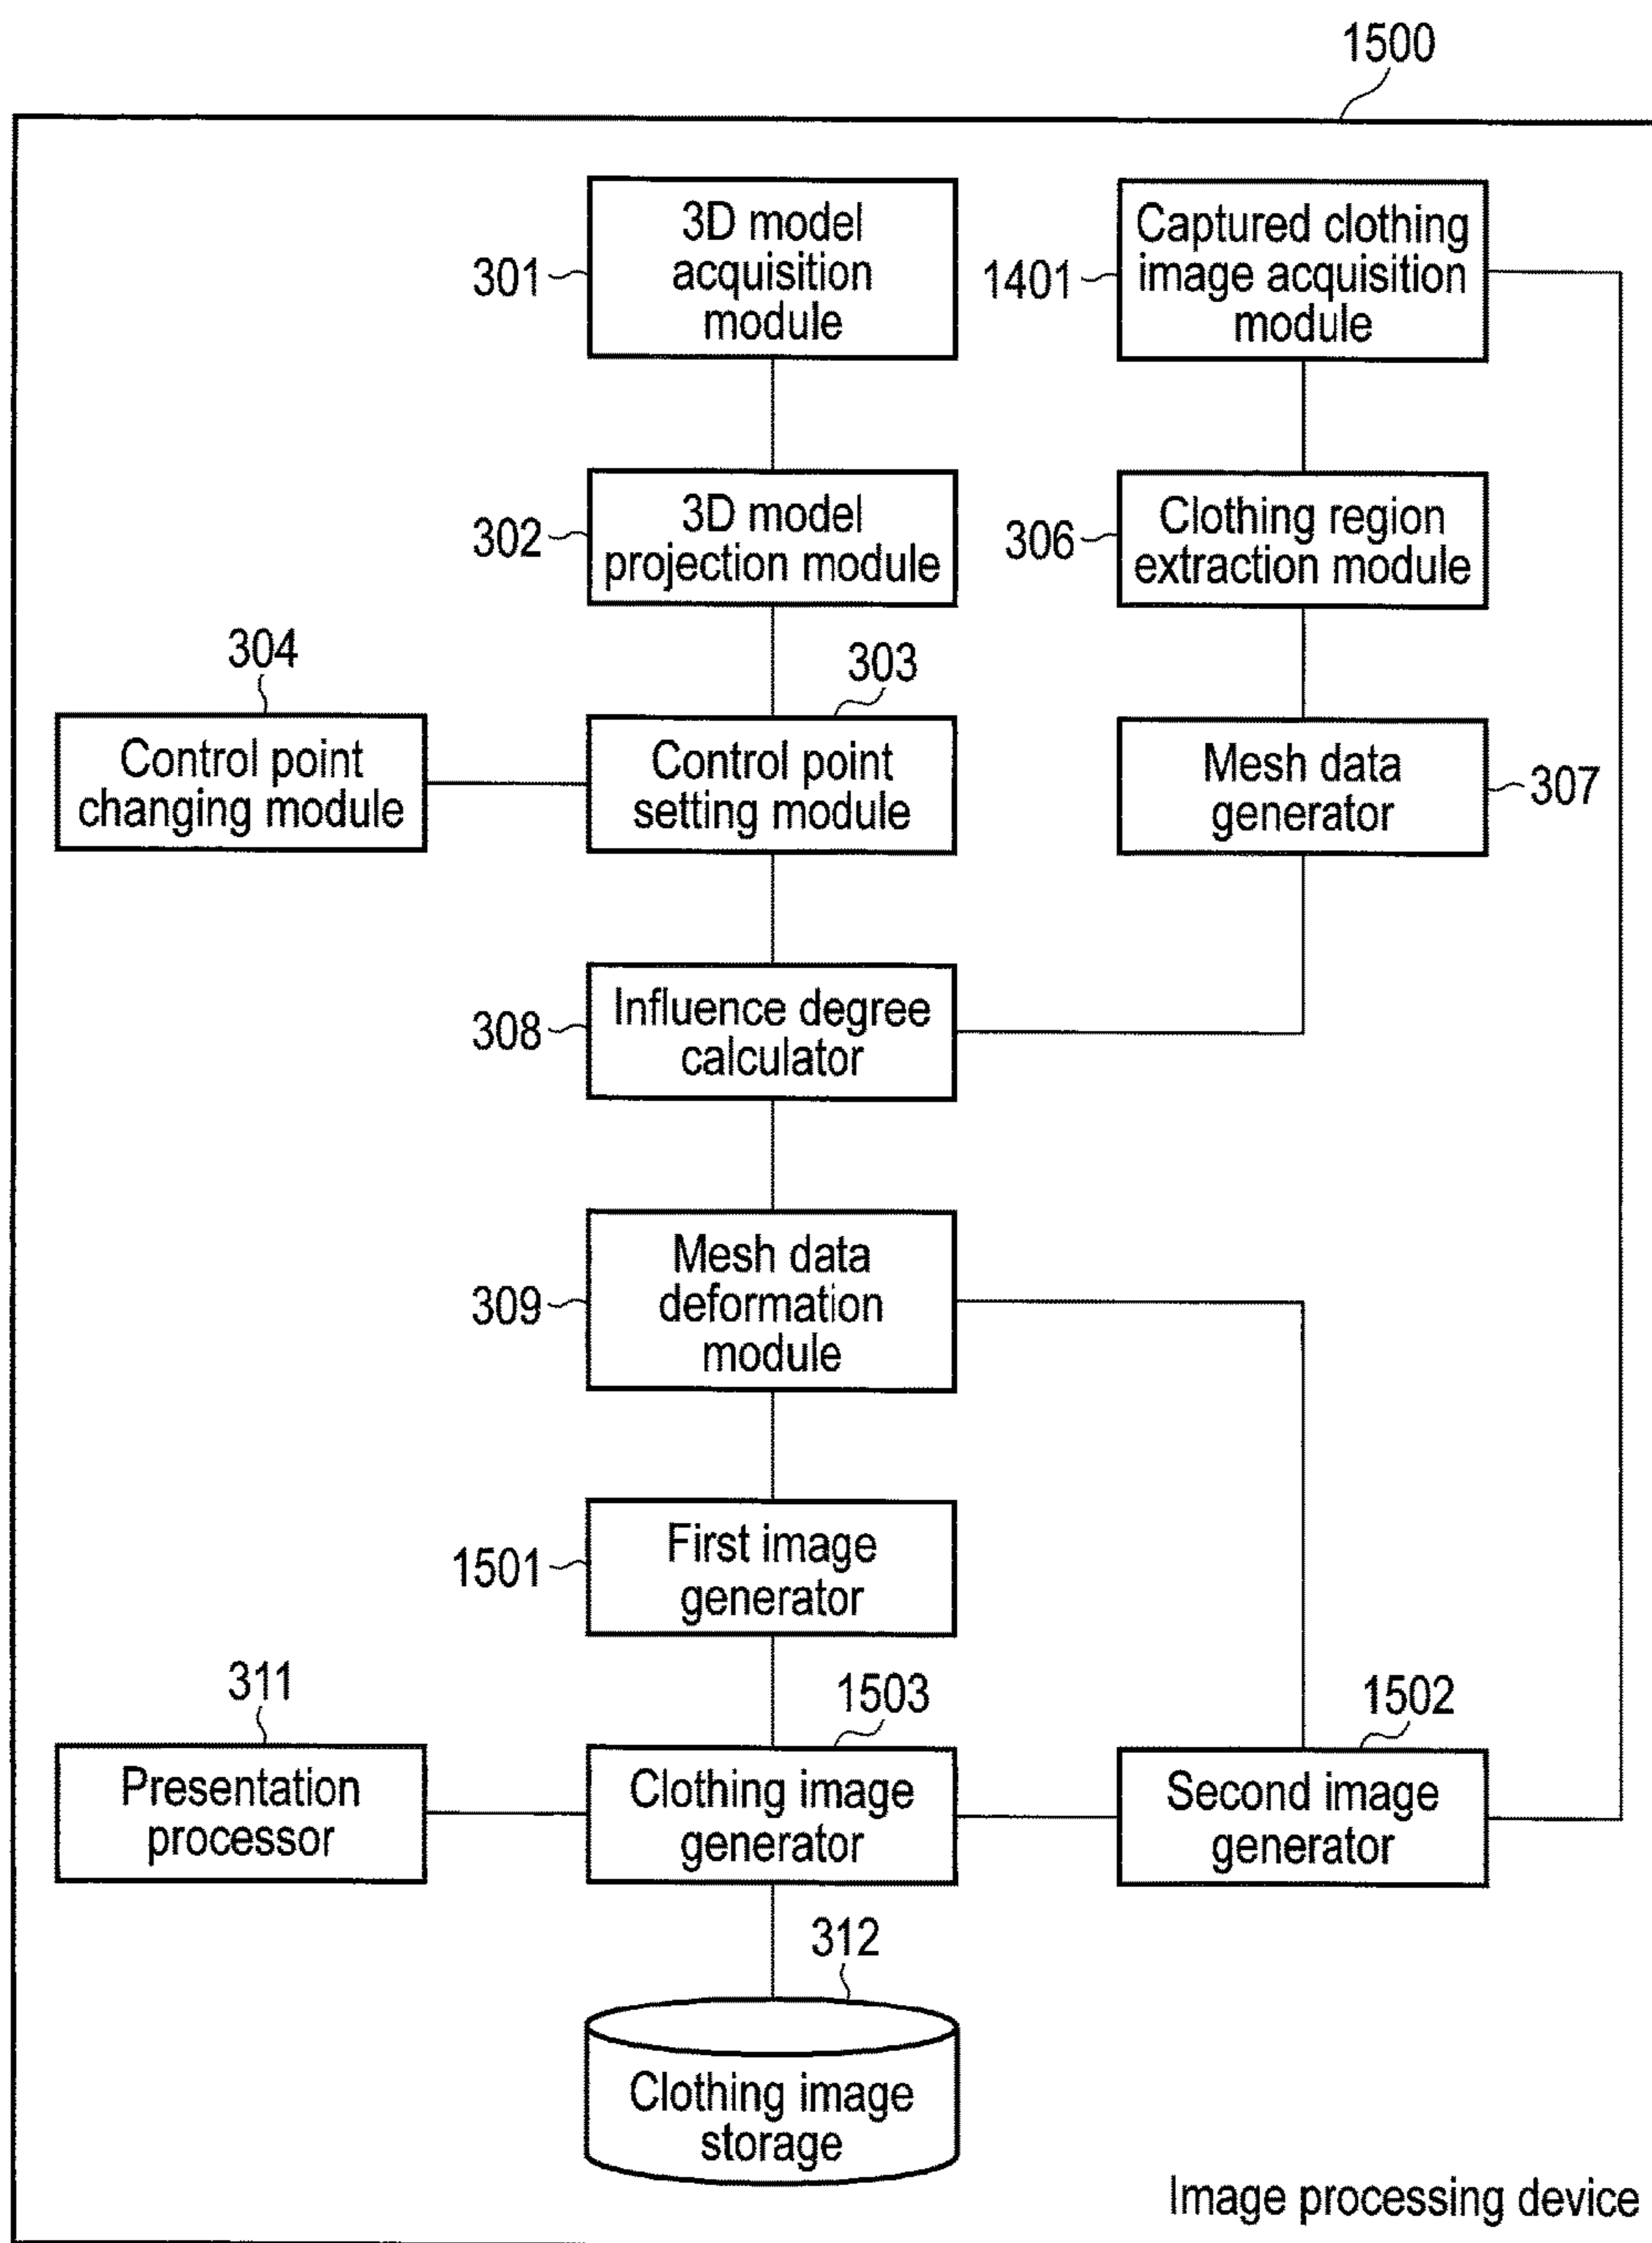 1500
3D model
acquisition
module
301
Captured clothing
image acquisition
module
1401
3D model
projection module
302
Clothing region
extraction module
306
304
Control point
changing module
303
Control point
setting module
Mesh data
generator
307
308
Influence degree
calculator
309
Mesh data
deformation
module
1501
First image
generator
311
Presentation
processor
1503
Clothing image
generator
1502
Second image
generator
312
Clothing image
storage
Image processing device